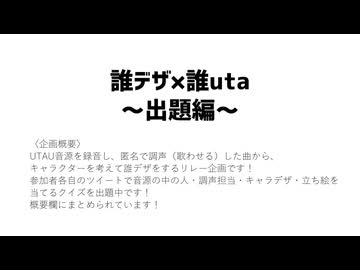 誰デザ×誰uta
～出題編～
〈企画概要〉
UTAU音源を録音し、匿名で調声（歌わせる）した曲から、
キャラクターを考えて誰デザをするリレー企画です！
参加者各自のツイートで音源の中の人・調声担当・キャラデザ・立ち絵を
当てるクイズを出題中です！
概要欄にまとめられています！